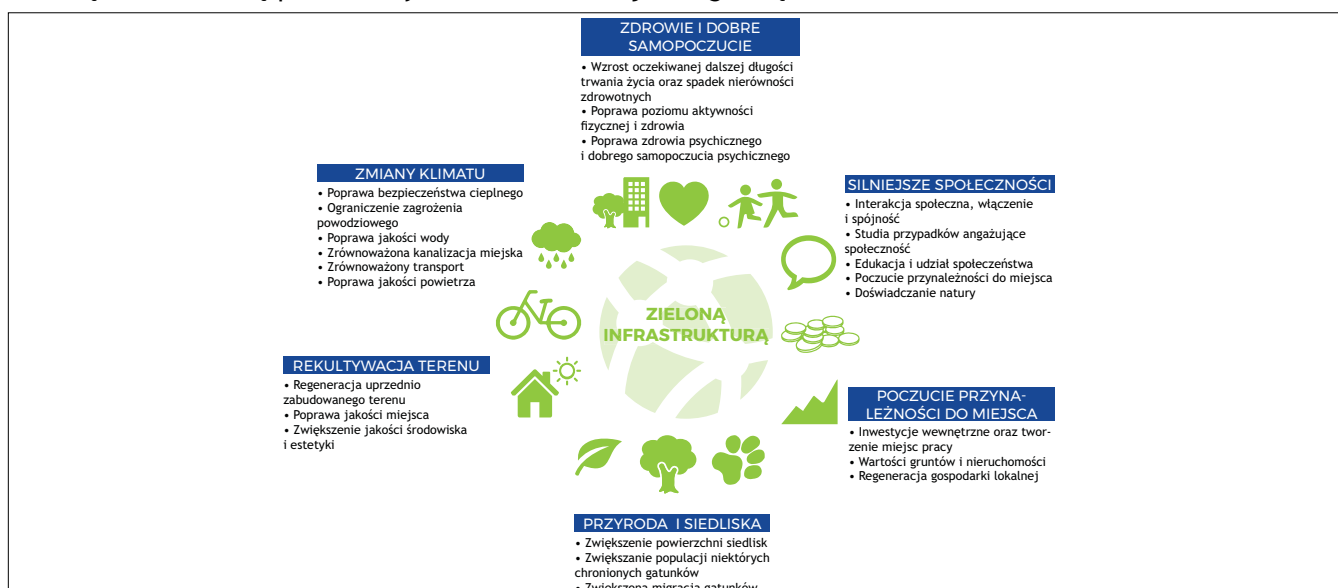 ZDROWIE I DOBRE
SAMOPOCZUCIE
• Wzrost oczekiwanej dalszej długości
trwania życia oraz spadek nierówności
zdrowotnych
• Poprawa poziomu aktywności
fizycznej i zdrowia
• Poprawa zdrowia psychicznego
i dobrego samopoczucia psychicznego
ZMIANY KLIMATU
• Poprawa bezpieczeństwa cieplnego
• Ograniczenie zagrożenia
powodziowego
• Poprawa jakości wody
• Zrównoważona kanalizacja miejska
• Zrównoważony transport
• Poprawa jakości powietrza
SILNIEJSZE SPOŁECZNOŚCI
• Interakcja społeczna, włączenie
i spójność
• Studia przypadków angażujące
społeczność
• Edukacja i udział społeczeństwa
• Poczucie przynależności do miejsca
• Doświadczanie natury
ZIELONĄ
INFRASTRUKTURĄ
REKULTYWACJA TERENU
• Regeneracja uprzednio
zabudowanego terenu
• Poprawa jakości miejsca
• Zwiększenie jakości środowiska
i estetyki
POCZUCIE PRZYNA-
LEŻNOŚCI DO MIEJSCA
• Inwestycje wewnętrzne oraz twor-
zenie miejsc pracy
• Wartości gruntów i nieruchomości
• Regeneracja gospodarki lokalnej
PRZYRODA I SIEDLISKA
• Zwiększenie powierzchni siedlisk
• Zwiększanie populacji niektórych
chronionych gatunków
• Zwiększona migracja gatunków